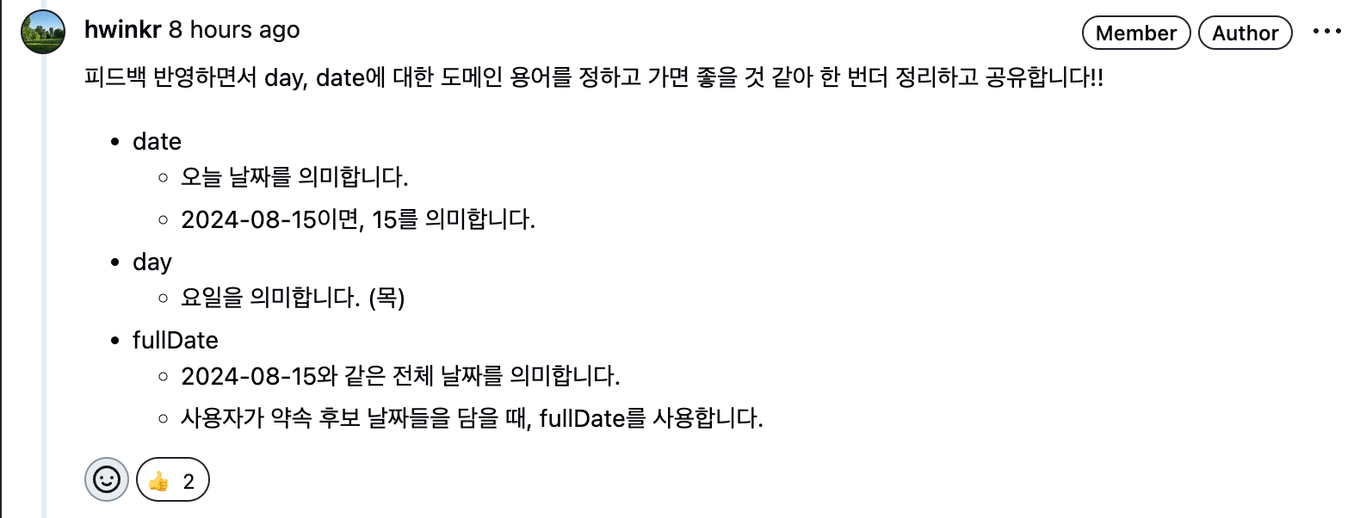 hwinkr 8 hours ago Member Author
피드백 반영하면서 day, date에 대한 도메인 용어를 정하고 가면 좋을 것 같아 한 번더 정리하고 공유합니다!!
• date
○ 오늘 날짜를 의미합니다.
○ 2024-08-15이면, 15를 의미합니다.
• day
○ 요일을 의미합니다. (목)
• fullDate
○ 2024-08-15와 같은 전체 날짜를 의미합니다.
○ 사용자가 약속 후보 날짜들을 담을 때, fullDate를 사용합니다.
👍 2